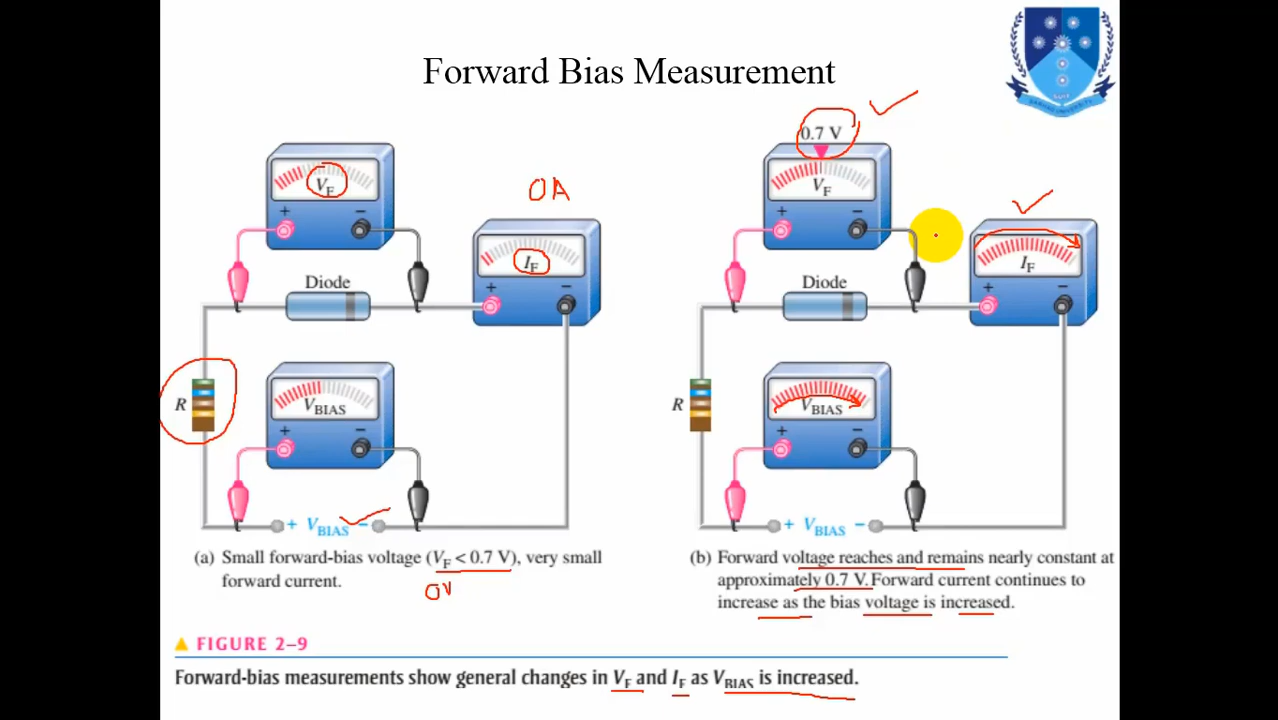 Forward Bias Measurement
0.7 V
V_F
+ −
0A
I_F
+ −
Diode
R
V_BIAS
+ −
+ V_BIAS −
V_F
+ −
I_F
+ −
Diode
R
V_BIAS
+ −
+ V_BIAS −
(a) Small forward-bias voltage (V_F < 0.7 V), very small
forward current.
0V
(b) Forward voltage reaches and remains nearly constant at
approximately 0.7 V. Forward current continues to
increase as the bias voltage is increased.
FIGURE 2–9
Forward-bias measurements show general changes in V_F and I_F as V_BIAS is increased.